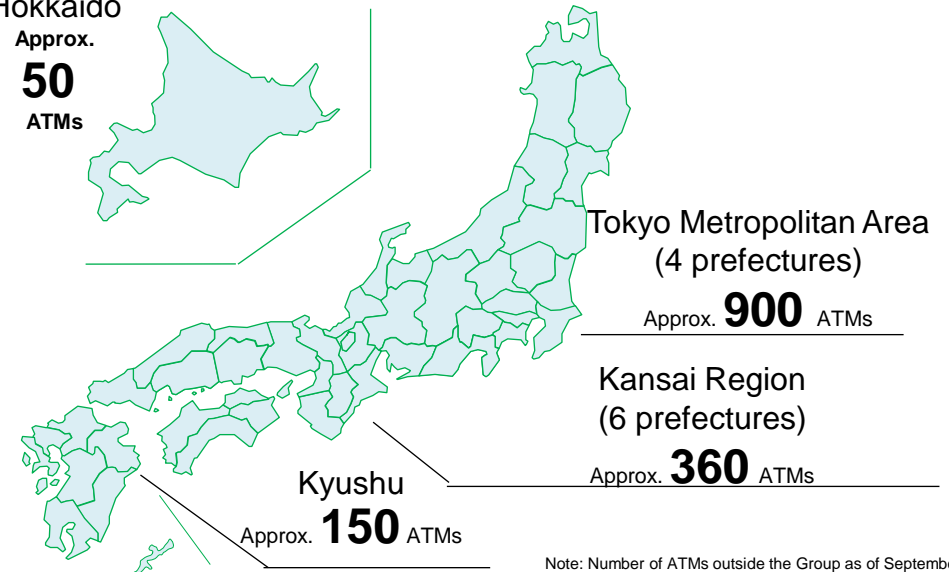 Hokkaido
Approx.
50
ATMs
Tokyo Metropolitan Area
(4 prefectures)
Approx. 900 ATMs
Kansai Region
(6 prefectures)
Approx. 360 ATMs
Kyushu
Approx. 150 ATMs
Note: Number of ATMs outside the Group as of Septemb